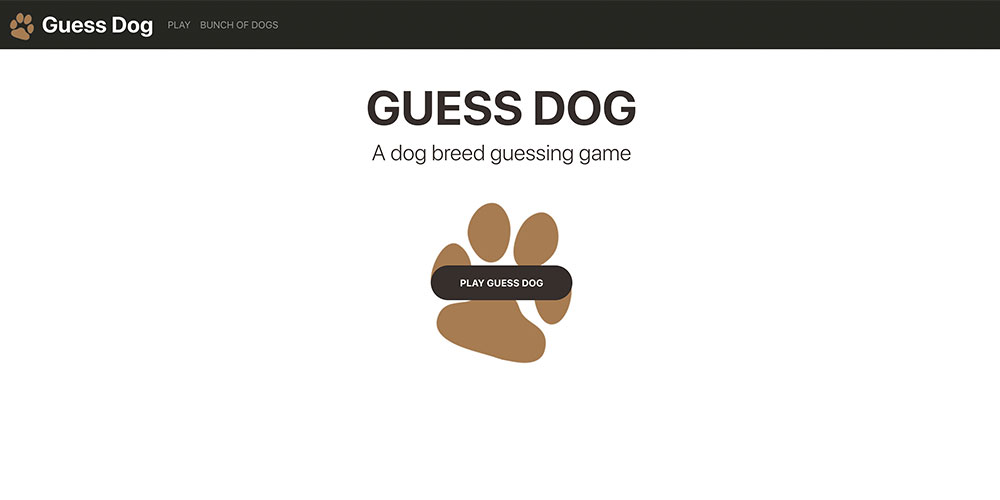 Guess Dog PLAY BUNCH OF DOGS
GUESS DOG
A dog breed guessing game
PLAY GUESS DOG